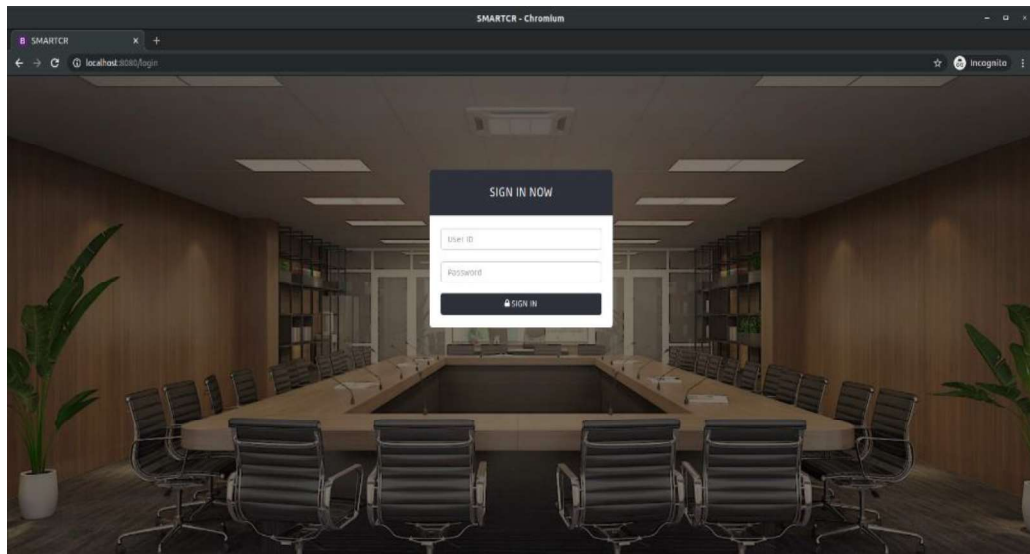 SMARTCR - Chromium
B SMARTCR
localhost:8080/login
Incognito
SIGN IN NOW
User ID
Password
SIGN IN